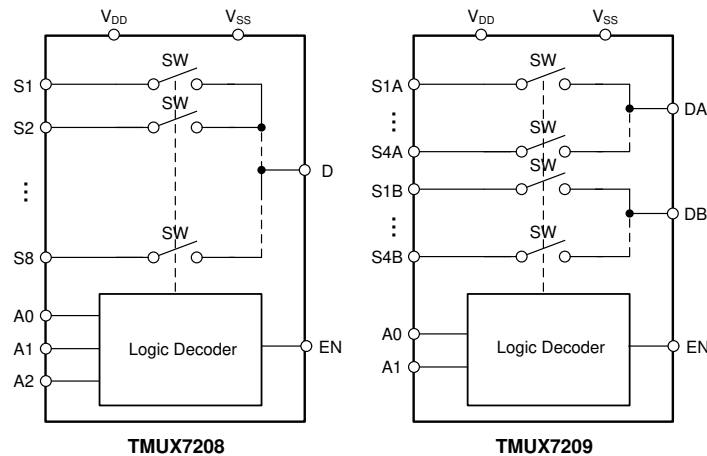 VDD
VSS
SW
S1
SW
S2
⋮
D
SW
S8
A0
A1
A2
Logic Decoder
EN
TMUX7208
VDD
VSS
SW
S1A
⋮
DA
SW
S4A
SW
S1B
⋮
DB
SW
S4B
A0
A1
Logic Decoder
EN
TMUX7209